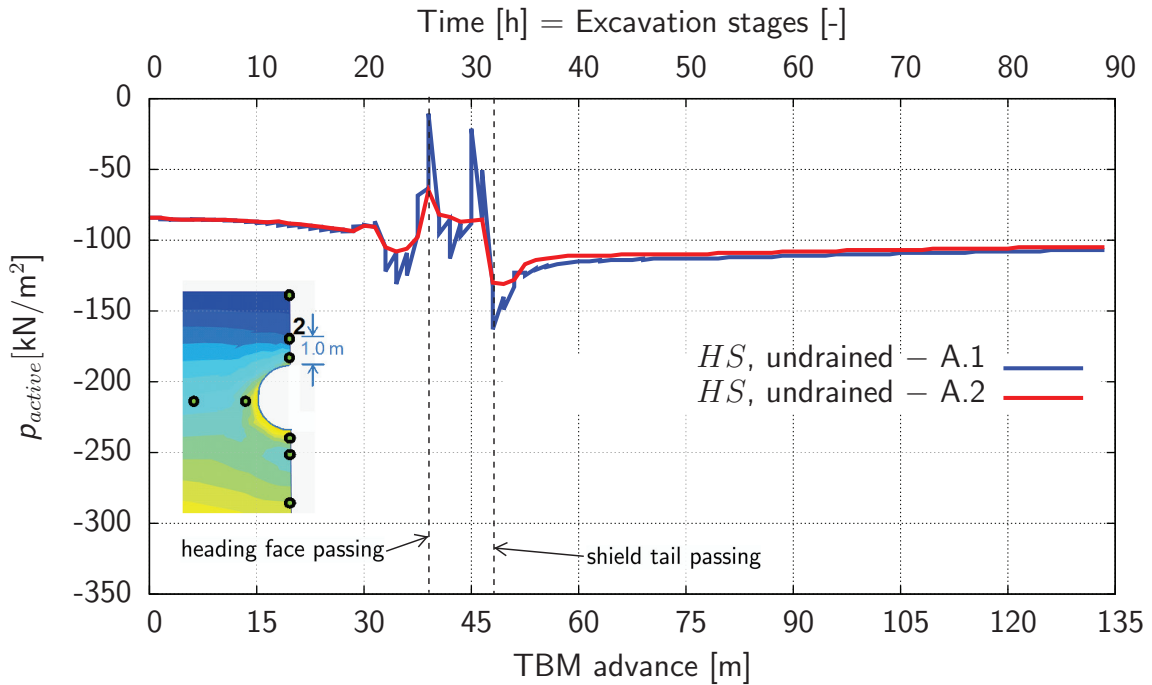 Time [h] = Excavation stages [-]
0 10 20 30 40 50 60 70 80 90
0
-50
-100
-150
-200
-250
-300
-350
p_active[kN/m²]
2
1.0 m
HS, undrained – A.1
HS, undrained – A.2
heading face passing
shield tail passing
0 15 30 45 60 75 90 105 120 135
TBM advance [m]